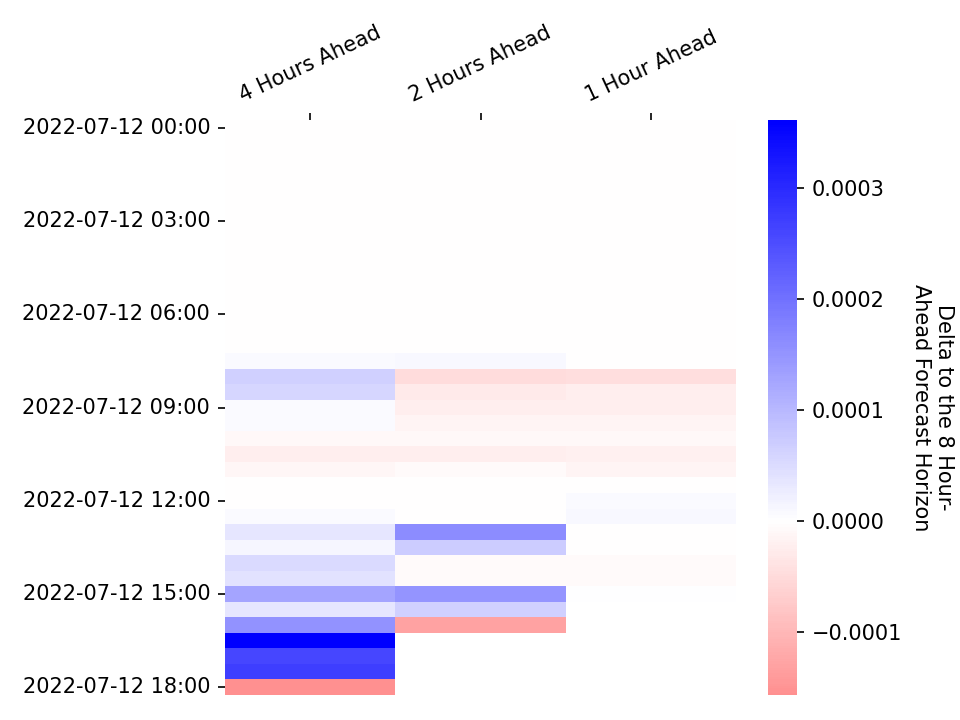 4 Hours Ahead
2 Hours Ahead
1 Hour Ahead
2022-07-12 00:00
2022-07-12 03:00
2022-07-12 06:00
2022-07-12 09:00
2022-07-12 12:00
2022-07-12 15:00
2022-07-12 18:00
0.0003
0.0002
0.0001
0.0000
−0.0001
Delta to the 8 Hour-
Ahead Forecast Horizon